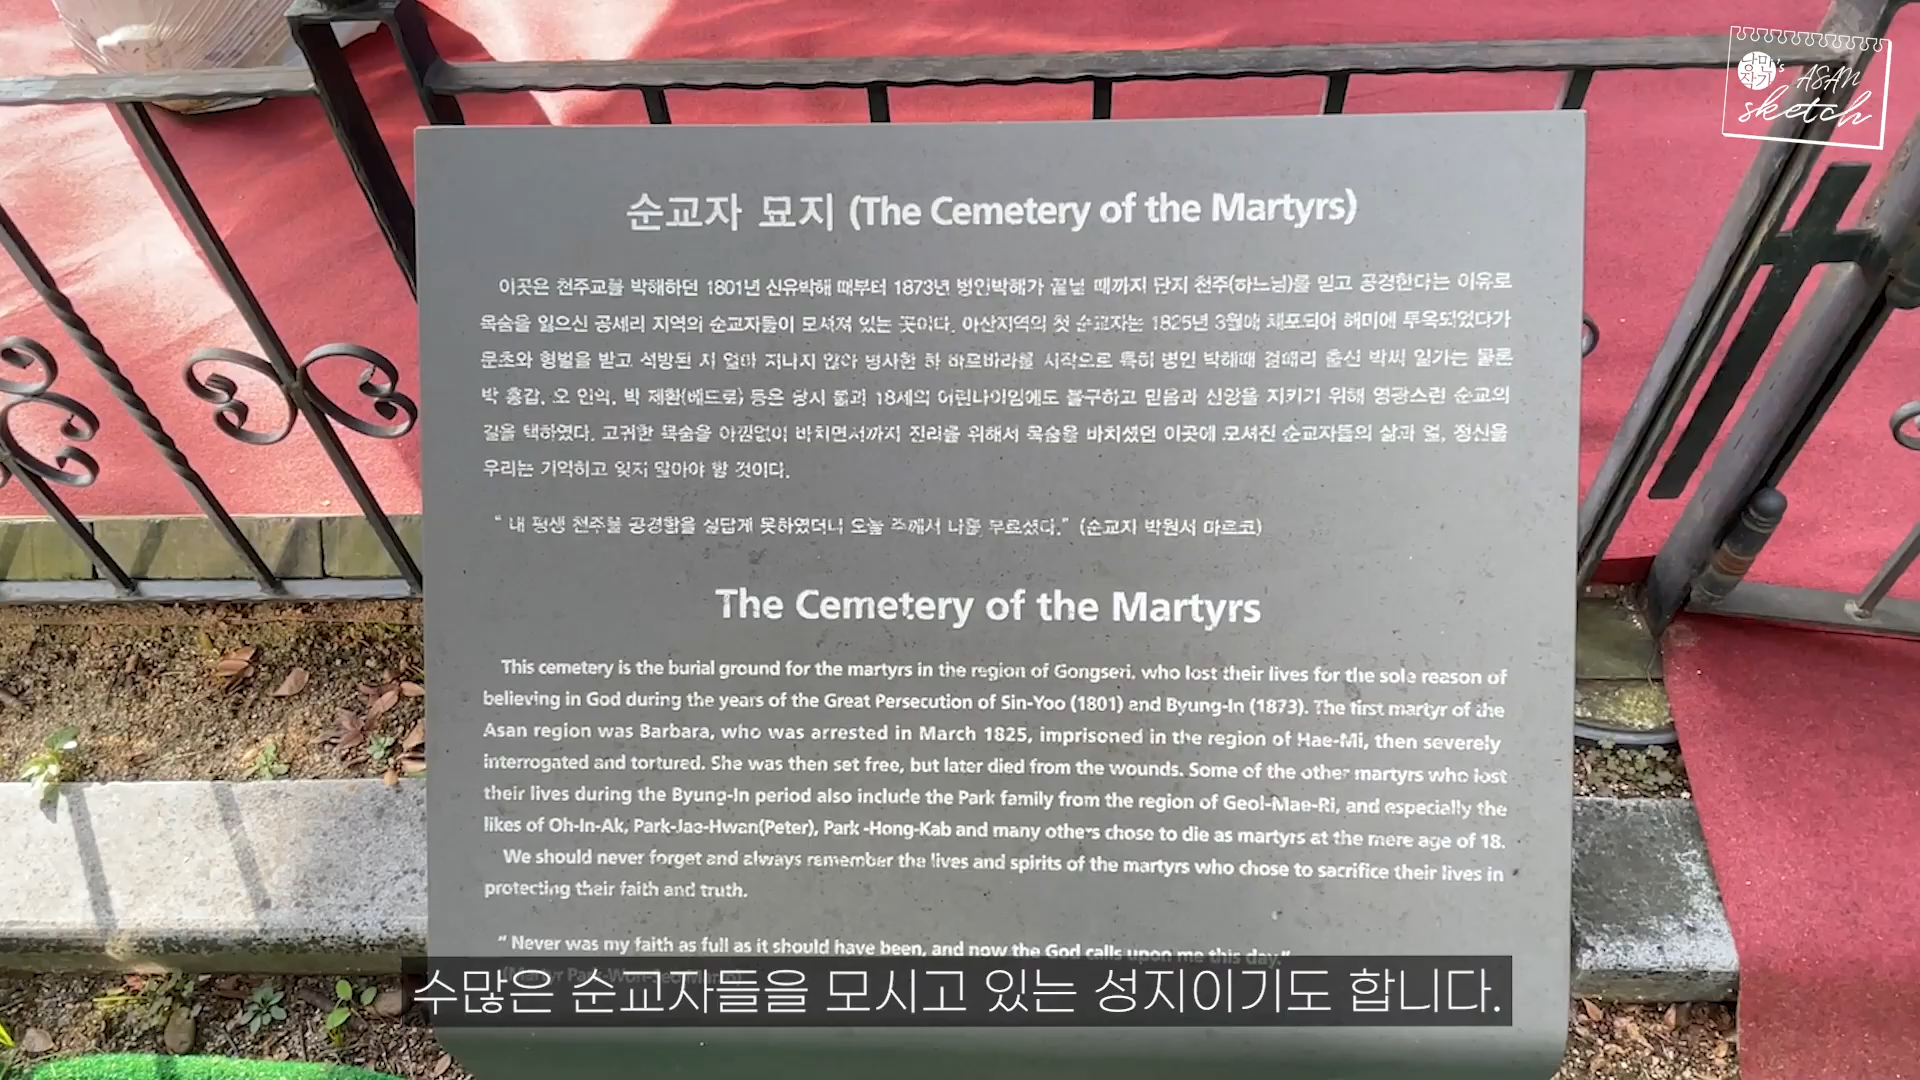 낭만작가's
ASAN
sketch
순교자 묘지 (The Cemetery of the Martyrs)
이곳은 천주교를 박해하던 1801년 신유박해 때부터 1873년 병인박해가 끝날 때까지 단지 천주(하느님)를 믿고 공경한다는 이유로
목숨을 잃으신 공세리 지역의 순교자들이 모셔져 있는 곳이다. 아산지역의 첫 순교자는 1825년 3월에 체포되어 해미에 투옥되었다가
문초와 형벌을 받고 석방된 지 얼마 지나지 않아 병사한 하 바르바라를 시작으로 특히 병인 박해때 걸매리 출신 박씨 일가는 물론
박 홍갑, 오 인악, 박 제환(베드로) 등은 당시 불과 18세의 어린나이임에도 불구하고 믿음과 신앙을 지키기 위해 영광스런 순교의
길을 택하였다. 고귀한 목숨을 아낌없이 바치면서까지 진리를 위해서 목숨을 바치셨던 이곳에 모셔진 순교자들의 삶과 얼, 정신을
우리는 기억하고 잊지 말아야 할 것이다.
" 내 평생 천주를 공경함을 실답게 못하였더니 오늘 주께서 나를 부르셨다." (순교자 박원서 마르코)
The Cemetery of the Martyrs
This cemetery is the burial ground for the martyrs in the region of Gongseri, who lost their lives for the sole reason of
believing in God during the years of the Great Persecution of Sin-Yoo (1801) and Byung-In (1873). The first martyr of the
Asan region was Barbara, who was arrested in March 1825, imprisoned in the region of Hae-Mi, then severely
interrogated and tortured. She was then set free, but later died from the wounds. Some of the other martyrs who lost
their lives during the Byung-In period also include the Park family from the region of Geol-Mae-Ri, and especially the
likes of Oh-In-Ak, Park-Jae-Hwan(Peter), Park -Hong-Kab and many others chose to die as martyrs at the mere age of 18.
We should never forget and always remember the lives and spirits of the martyrs who chose to sacrifice their lives in
protecting their faith and truth.
" Never was my faith as full as it should have been, and now the God calls upon me this day."
(Martyr Park-Won-Seo Marco)
수많은 순교자들을 모시고 있는 성지이기도 합니다.